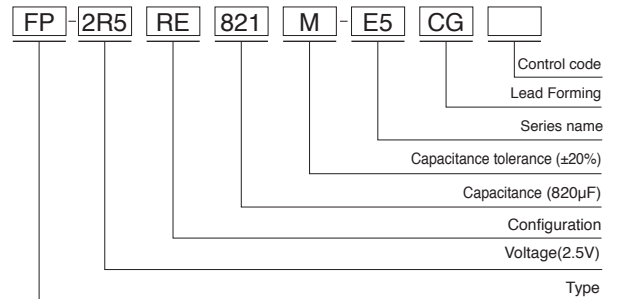 FP-2R5 RE 821 M-E5 CG
Control code
Lead Forming
Series name
Capacitance tolerance (±20%)
Capacitance (820µF)
Configuration
Voltage(2.5V)
Type